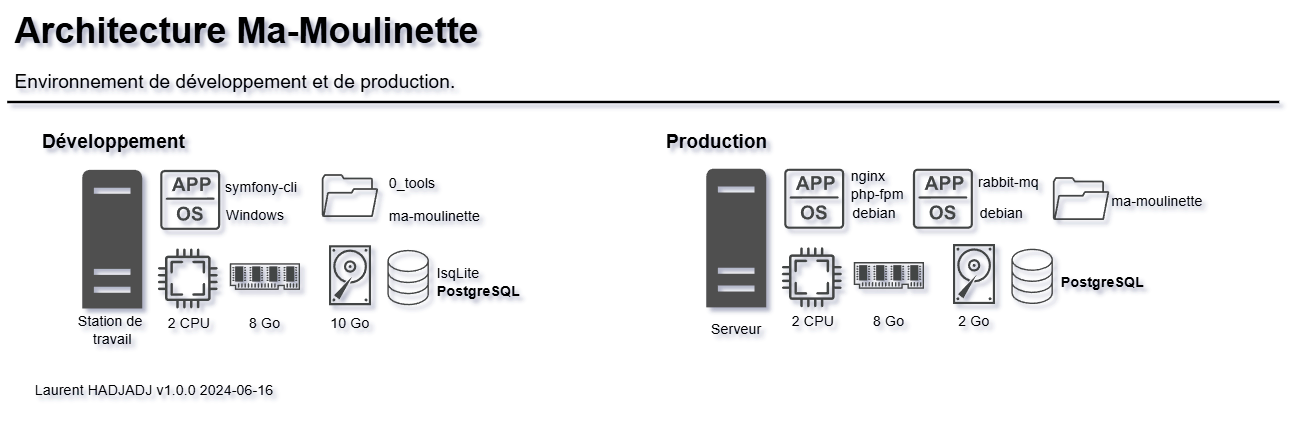 Architecture Ma-Moulinette
Environnement de développement et de production.
Développement
APP
OS
symfony-cli
Windows
0_tools
ma-moulinette
Station de
travail
2 CPU
8 Go
10 Go
lsqLite
PostgreSQL
Production
APP
OS
nginx
php-fpm
debian
APP
OS
rabbit-mq
debian
ma-moulinette
Serveur
2 CPU
8 Go
2 Go
PostgreSQL
Laurent HADJADJ v1.0.0 2024-06-16